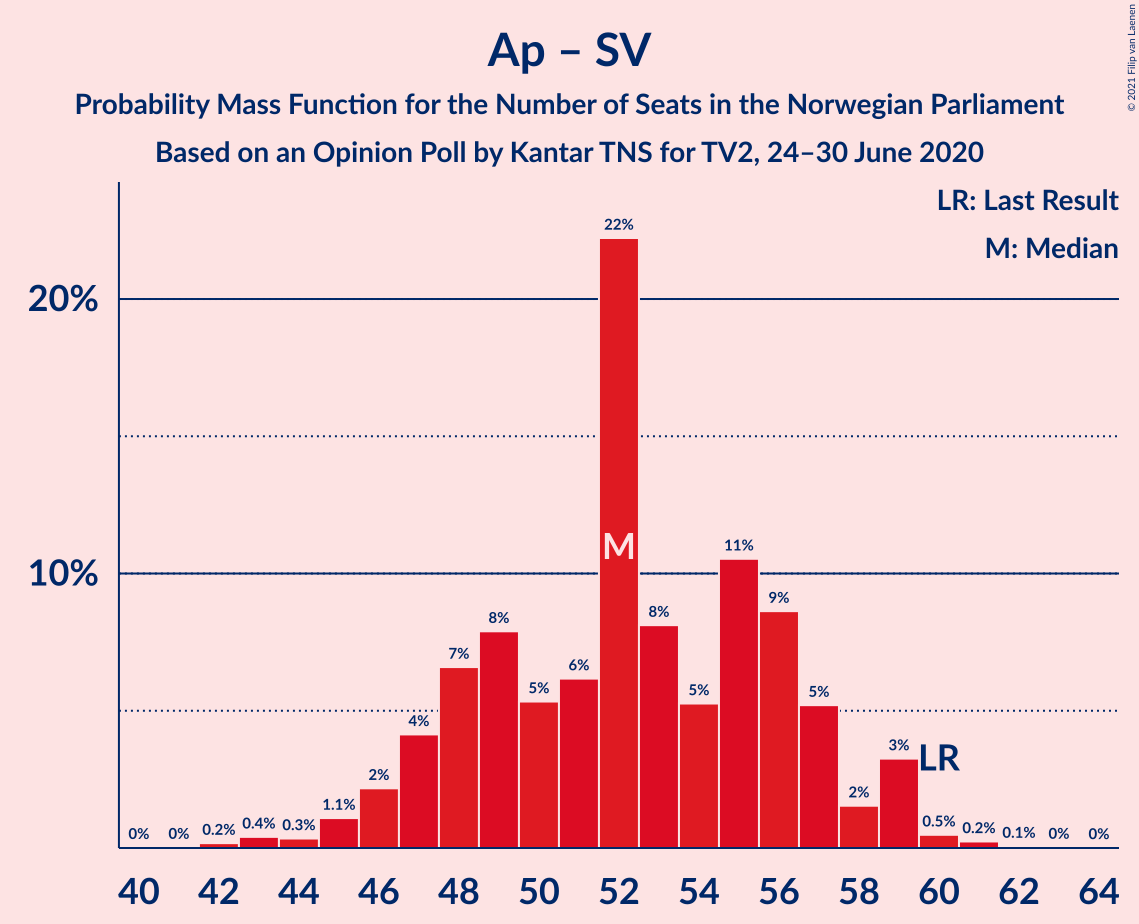 Ap – SV
Probability Mass Function for the Number of Seats in the Norwegian Parliament
Based on an Opinion Poll by Kantar TNS for TV2, 24–30 June 2020
© 2021 Filip van Laenen
LR: Last Result
M: Median
20%
10%
0% 0% 0.2% 0.4% 0.3% 1.1% 2% 4% 7% 8% 5% 6% 22% 8% 5% 11% 9% 5% 2% 3% 0.5% 0.2% 0.1% 0% 0%
M
LR
40 42 44 46 48 50 52 54 56 58 60 62 64